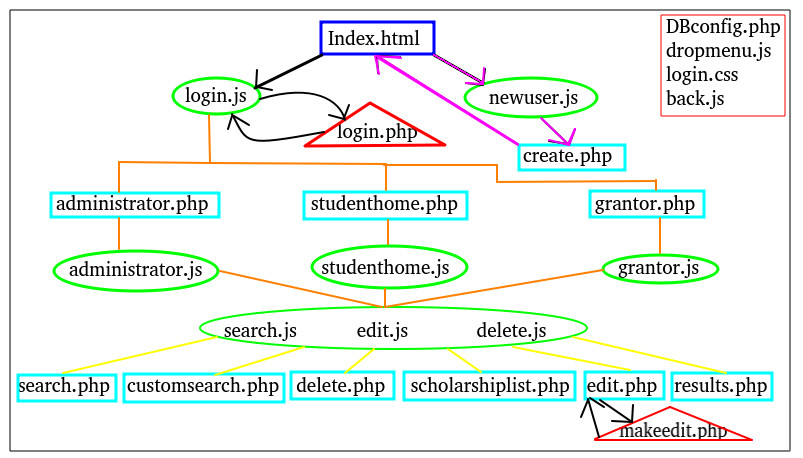 Index.html
DBconfig.php
dropmenu.js
login.css
back.js
login.js
newuser.js
login.php
create.php
administrator.php
studenthome.php
grantor.php
administrator.js
studenthome.js
grantor.js
search.js edit.js delete.js
search.php customsearch.php delete.php scholarshiplist.php edit.php results.php
makeedit.php